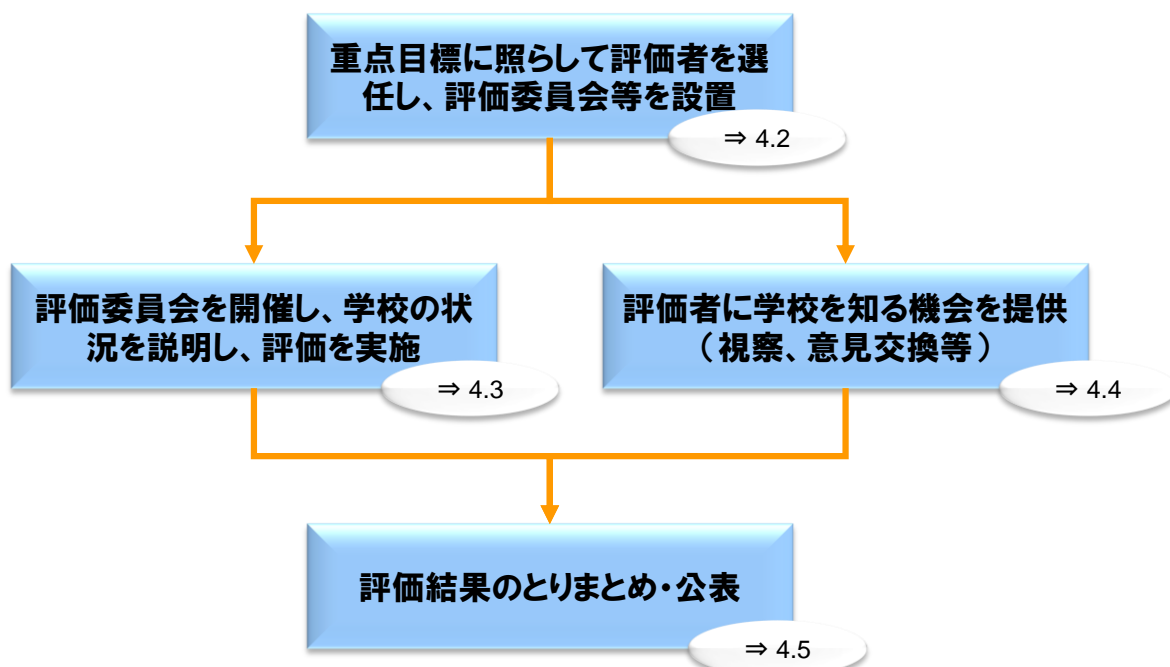 重点目標に照らして評価者を選
任し、評価委員会等を設置
⇒ 4.2
評価委員会を開催し、学校の状
況を説明し、評価を実施
⇒ 4.3
評価者に学校を知る機会を提供
（視察、意見交換等）
⇒ 4.4
評価結果のとりまとめ・公表
⇒ 4.5